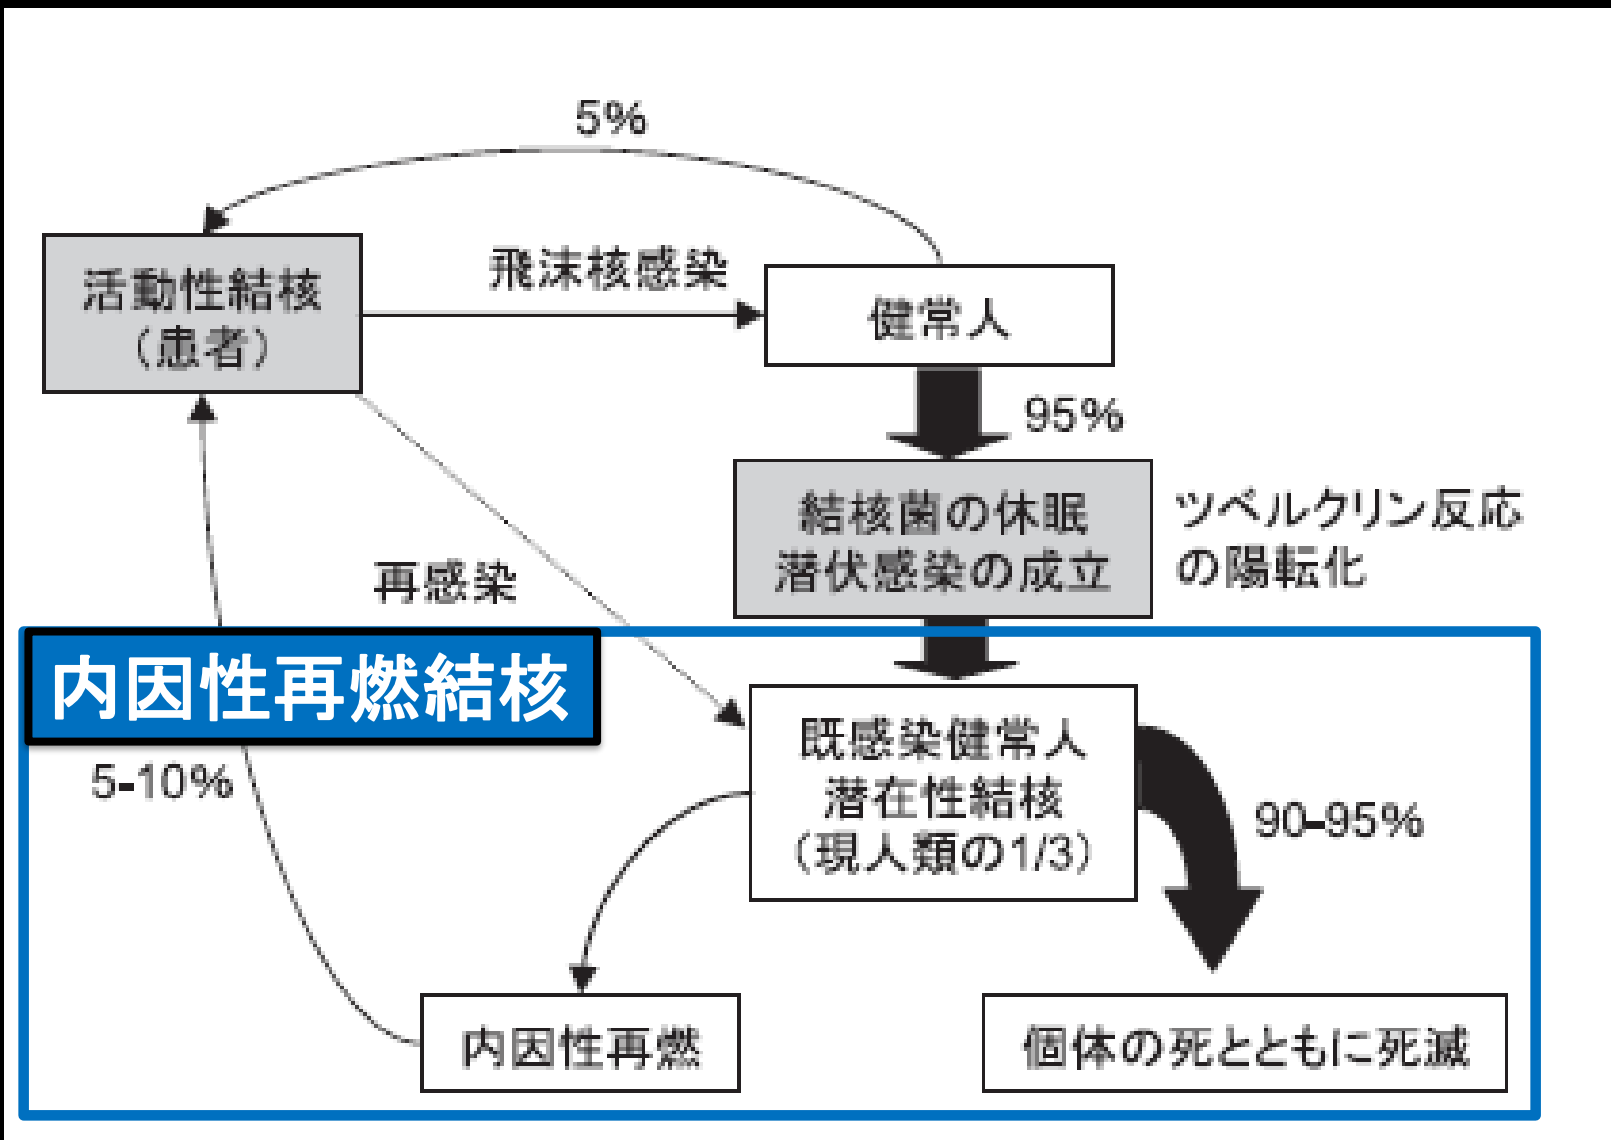 5%
活動性結核
（患者）
飛沫核感染
健常人
95%
結核菌の休眠
潜伏感染の成立
ツベルクリン反応
の陽転化
再感染
内因性再燃結核
5-10%
既感染健常人
潜在性結核
（現人類の1/3）
90-95%
内因性再燃
個体の死とともに死滅